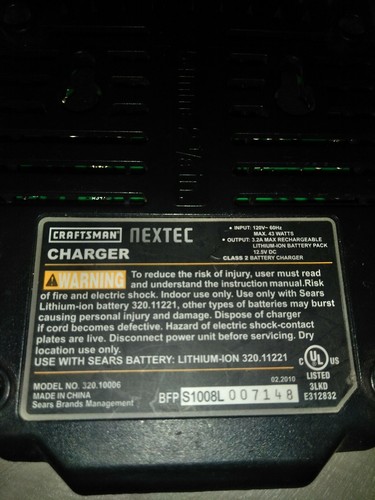 CRAFTSMAN NEXTEC
CHARGER
• INPUT: 120V~ 60Hz
MAX. 43 WATTS
• OUTPUT: 3.2A MAX RECHARGEABLE
LITHIUM-ION BATTERY PACK
12.5V DC
CLASS 2 BATTERY CHARGER
WARNING To reduce the risk of injury, user must read
and understand the instruction manual.Risk
of fire and electric shock. Indoor use only. Use only with Sears
Lithium-ion battery 320.11221, other types of batteries may burst
causing personal injury and damage. Dispose of charger
if cord becomes defective. Hazard of electric shock-contact
plates are live. Disconnect power unit before servicing. Dry
location use only.
USE WITH SEARS BATTERY: LITHIUM-ION 320.11221
MODEL NO. 320.10006
MADE IN CHINA
Sears Brands Management
02,2010
BFP S1008L 007148
C UL US
LISTED
3LKD
E312832